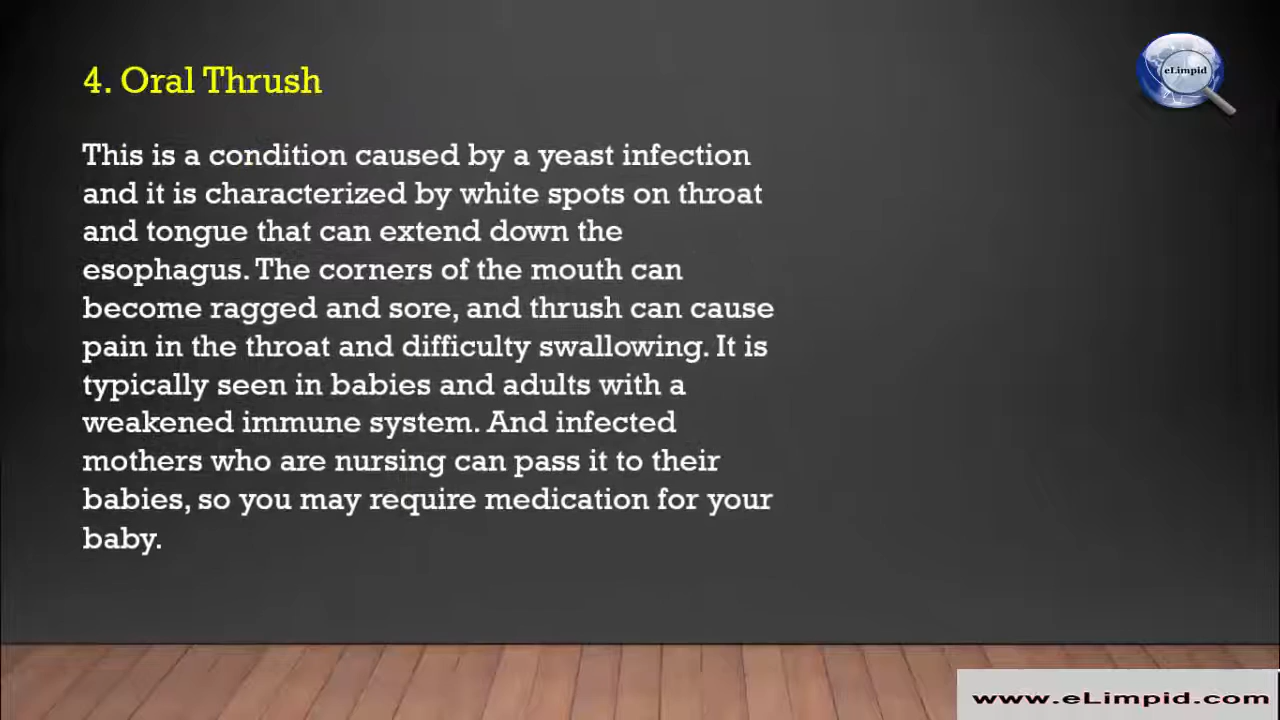 4. Oral Thrush
eLimpid
This is a condition caused by a yeast infection
and it is characterized by white spots on throat
and tongue that can extend down the
esophagus. The corners of the mouth can
become ragged and sore, and thrush can cause
pain in the throat and difficulty swallowing. It is
typically seen in babies and adults with a
weakened immune system. And infected
mothers who are nursing can pass it to their
babies, so you may require medication for your
baby.
www.eLimpid.com